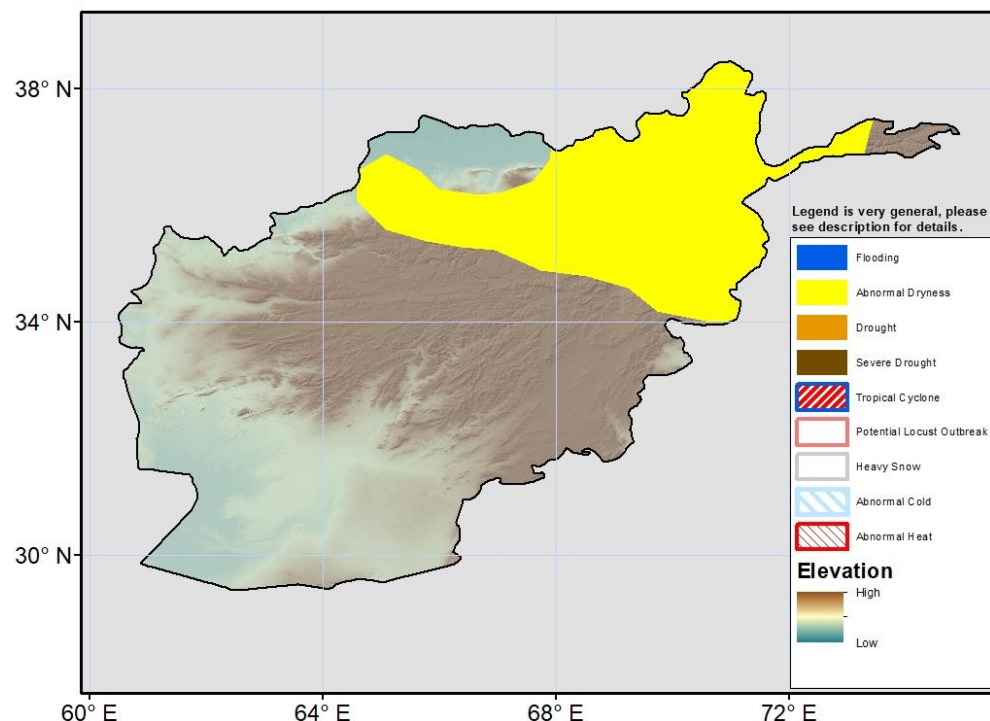 38° N
34° N
30° N
60° E
64° E
68° E
72° E
Legend is very general, please
see description for details.
Flooding
Abnormal Dryness
Drought
Severe Drought
Tropical Cyclone
Potential Locust Outbreak
Heavy Snow
Abnormal Cold
Abnormal Heat
Elevation
High
Low